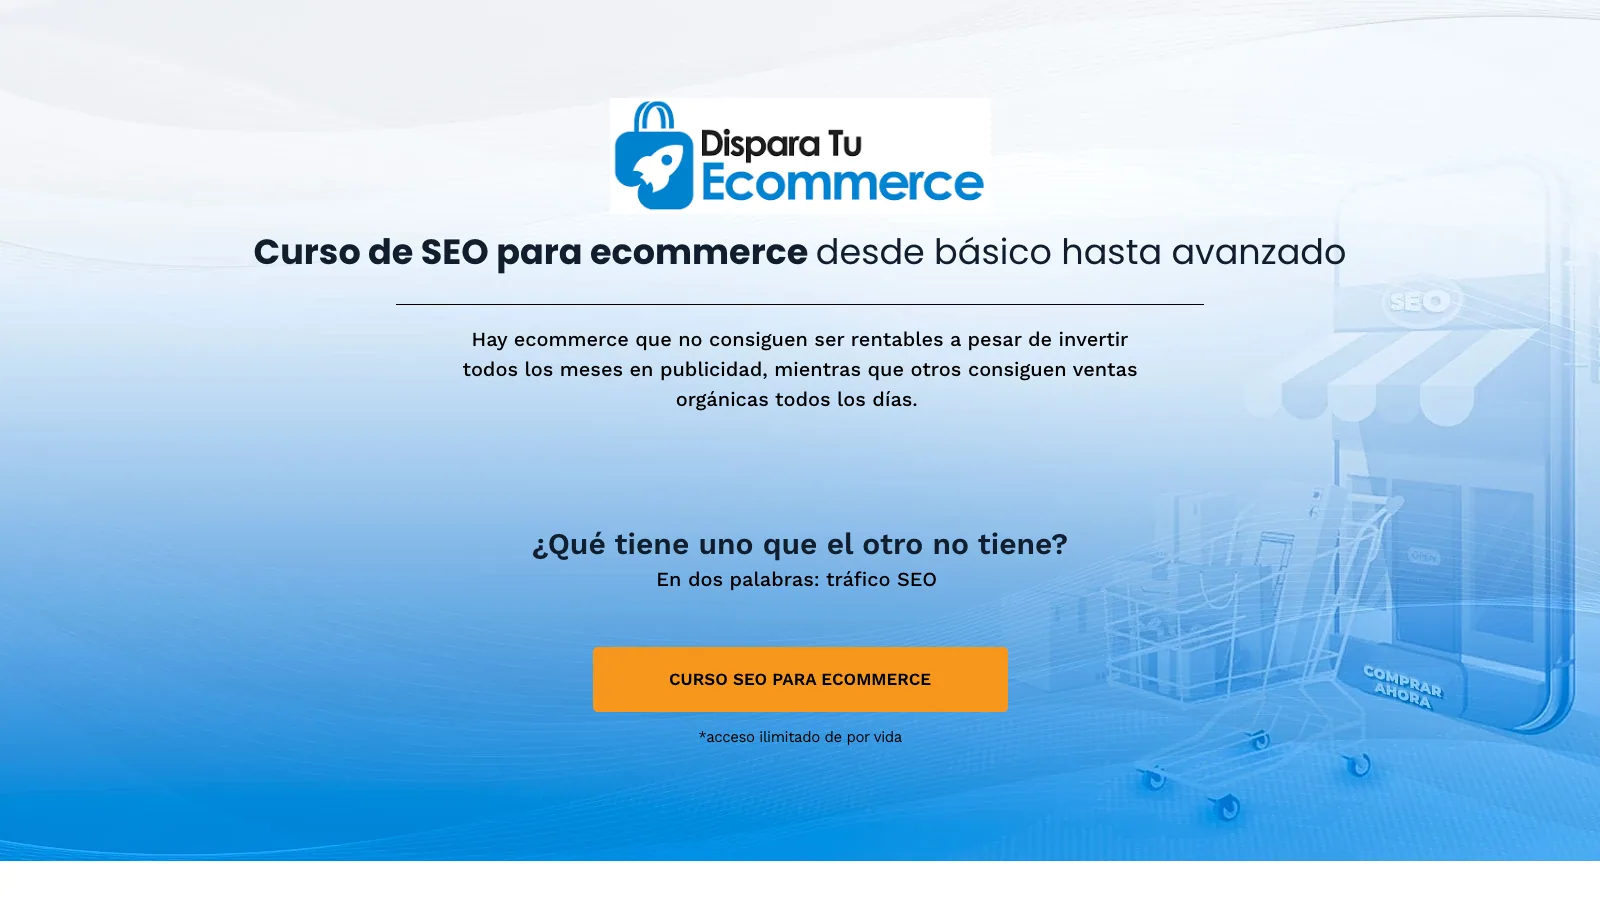 Dispara Tu
Ecommerce
Curso de SEO para ecommerce desde básico hasta avanzado
SEO
Hay ecommerce que no consiguen ser rentables a pesar de invertir
todos los meses en publicidad, mientras que otros consiguen ventas
orgánicas todos los días.
¿Qué tiene uno que el otro no tiene?
OPEN
En dos palabras: tráfico SEO
CURSO SEO PARA ECOMMERCE
COMPRAR
AHORA
*acceso ilimitado de por vida